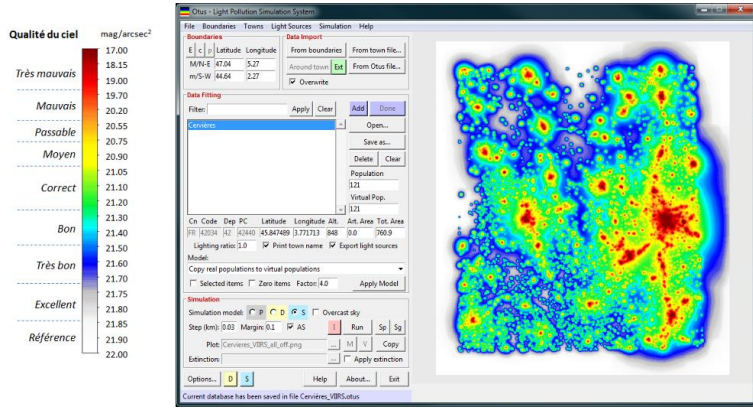 Qualité du ciel
mag/arcsec²
17.00
Très mauvais
18.15
19.00
19.70
Mauvais
20.20
20.55
Passable
20.75
Moyen
20.90
21.05
Correct
21.10
21.20
21.30
Bon
21.40
21.50
Très bon
21.60
21.70
21.75
Excellent
21.80
21.85
Référence
21.90
22.00
Otus - Light Pollution Simulation System
File Boundaries Towns Light Sources Simulation Help
Boundaries
E c p Latitude Longitude
M/N-E 47.04 5.27
m/S-W 44.64 2.27
Data Import
From boundaries From town file...
Around town Ext From Otus file...
Overwrite
Data Fitting
Filter: Apply Clear Add Done
Cervières
Open...
Save as...
Delete Clear
Population
121
Virtual Pop.
121
Cn Code Dep PC Latitude Longitude Alt. Art. Area Tot. Area
FR 42034 42 42440 45.847489 3.771713 848 0.0 760.9
Lighting ratio: 1.0 Print town name Export light sources
Model:
Copy real populations to virtual populations
Selected items Zero items Factor 4.0 Apply Model
Simulation
Simulation model: P D S Overcast sky
Step (km): 0.03 Margin: 0.1 AS I Run Sp Sg
Plot: Cervieres_VIIRS_all_off.png ... M V Copy
Extinction: ... Apply extinction
Options... D S Help About... Exit
Current database has been saved in file Cervières_VIIRS.otus